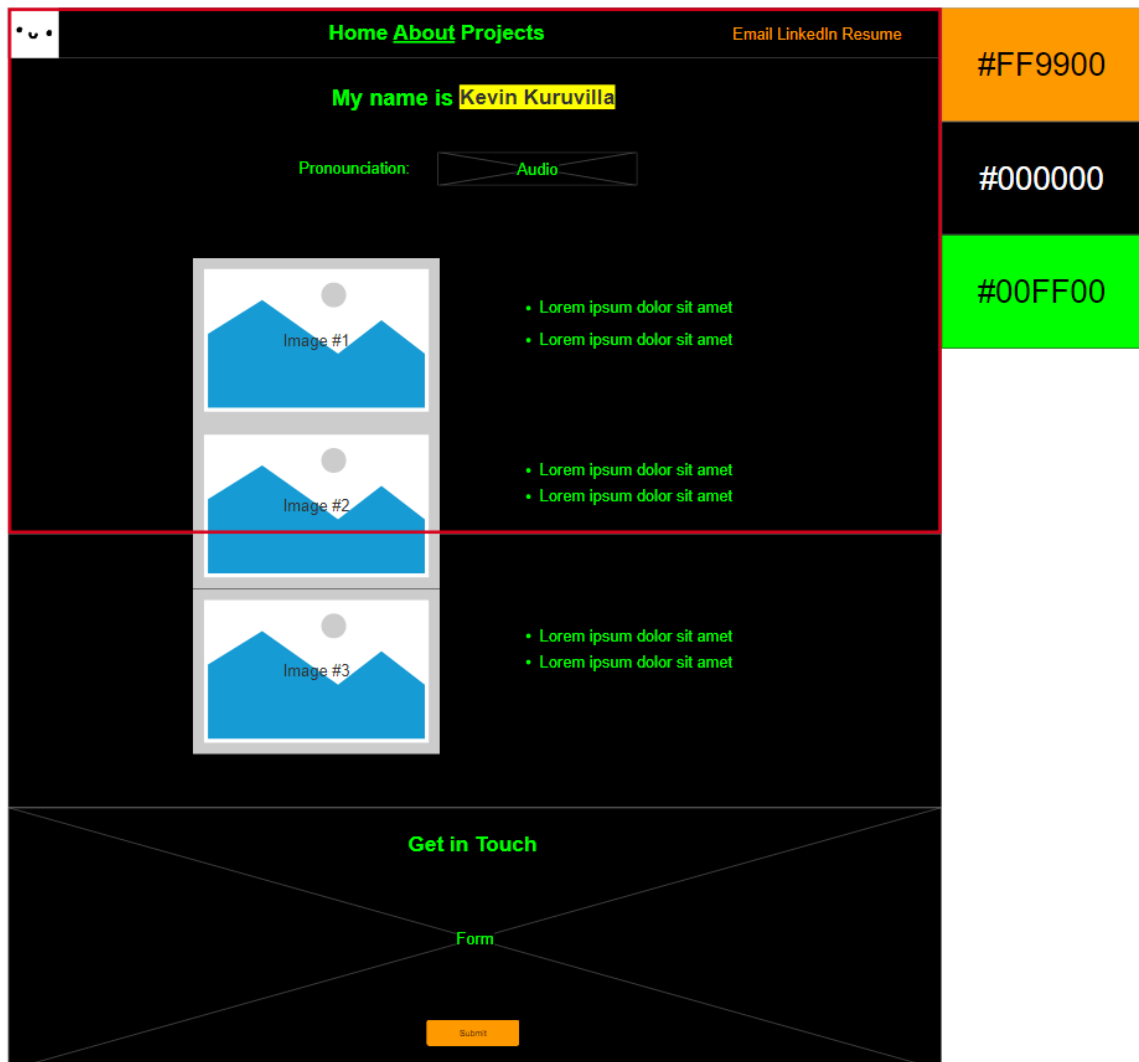 Home About Projects
Email LinkedIn Resume
My name is Kevin Kuruvilla
Pronounciation:
Audio
Image #1
Lorem ipsum dolor sit amet
Lorem ipsum dolor sit amet
Image #2
Lorem ipsum dolor sit amet
Lorem ipsum dolor sit amet
Image #3
Lorem ipsum dolor sit amet
Lorem ipsum dolor sit amet
Get in Touch
Form
Submit
#FF9900
#000000
#00FF00